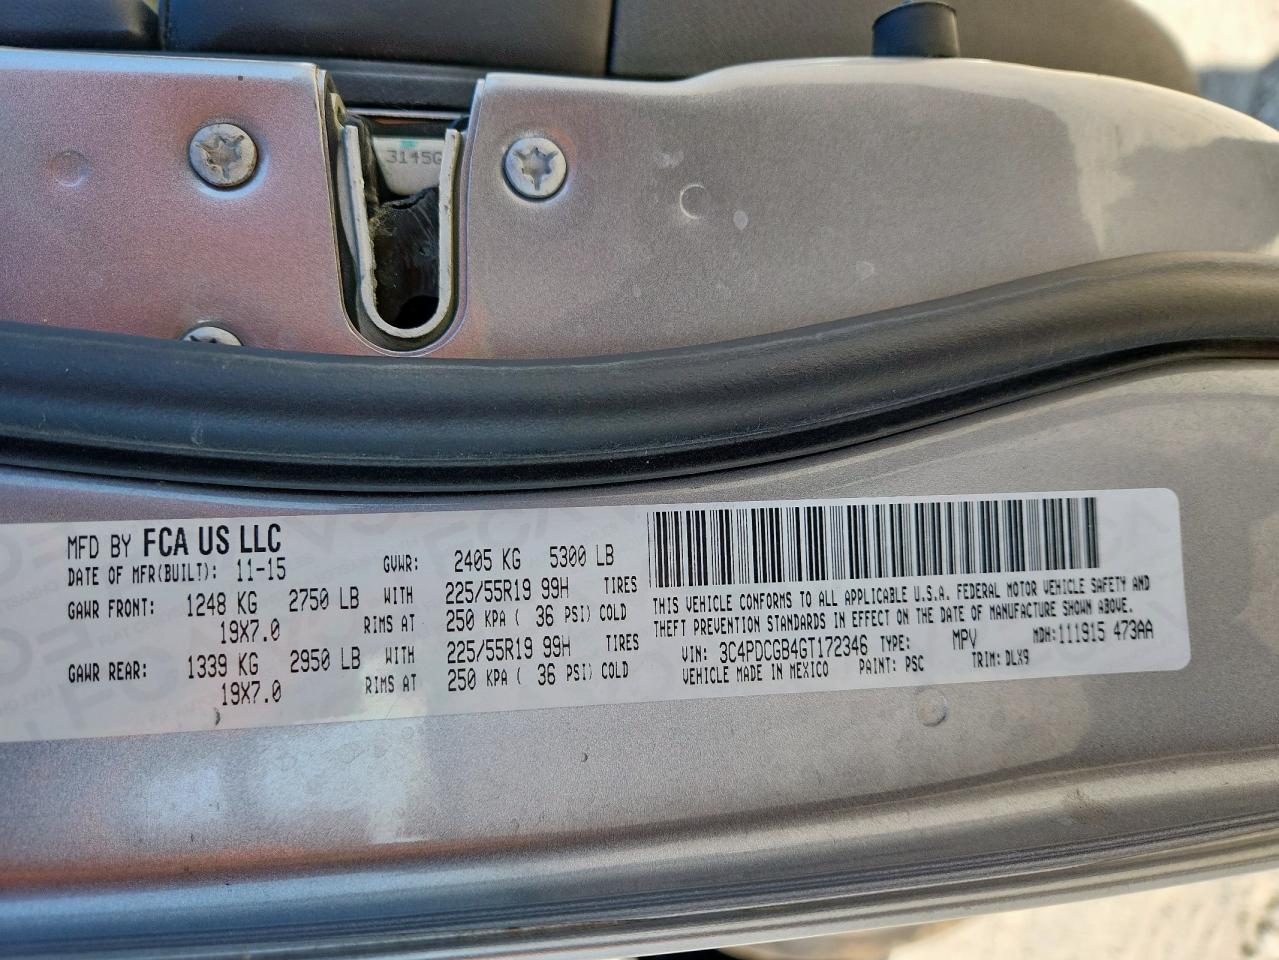 3145G
MFD BY FCA US LLC
DATE OF MFR(BUILT): 11-15 GVWR: 2405 KG 5300 LB
GAWR FRONT: 1248 KG 2750 LB WITH 225/55R19 99H TIRES
19X7.0 RIMS AT 250 KPA ( 36 PSI) COLD
GAWR REAR: 1339 KG 2950 LB WITH 225/55R19 99H TIRES
19X7.0 RIMS AT 250 KPA ( 36 PSI) COLD
THIS VEHICLE CONFORMS TO ALL APPLICABLE U.S.A. FEDERAL MOTOR VEHICLE SAFETY AND
THEFT PREVENTION STANDARDS IN EFFECT ON THE DATE OF MANUFACTURE SHOWN ABOVE.
VIN: 3C4PDCGB4GT172346 TYPE: MPV MDH:111915 473AA
VEHICLE MADE IN MEXICO PAINT: PSC TRIM: DLX9